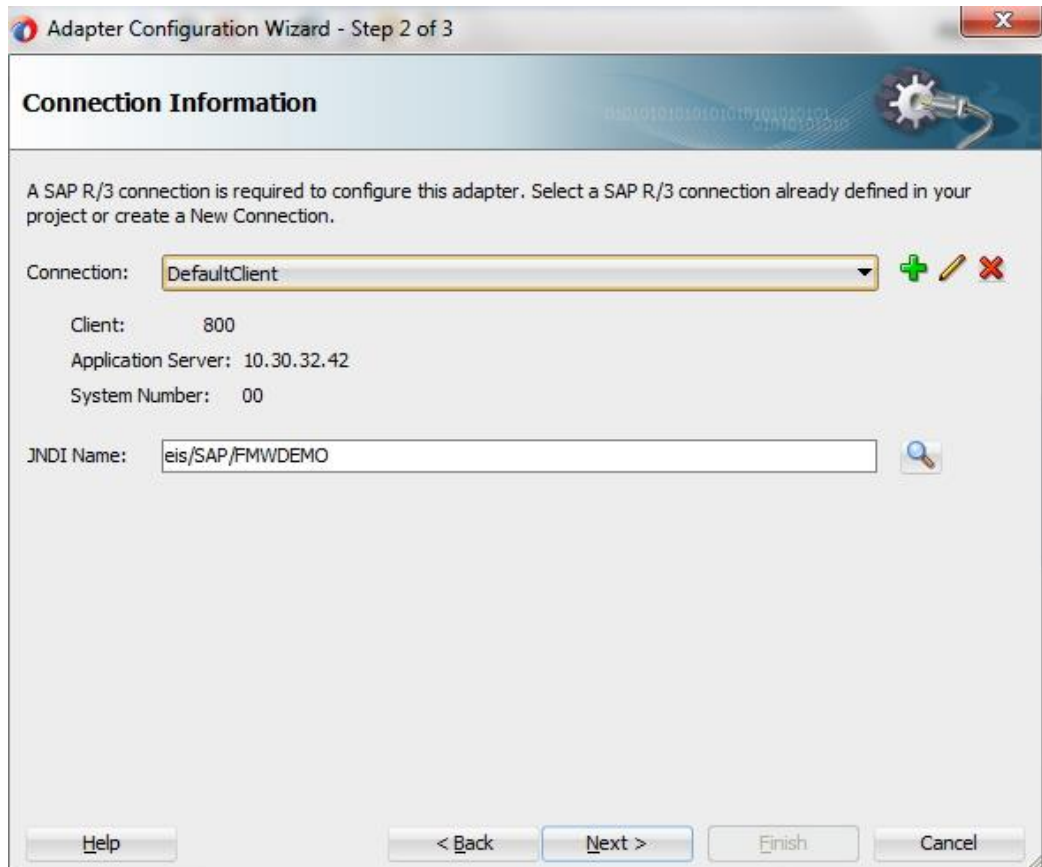 Adapter Configuration Wizard - Step 2 of 3
Connection Information
A SAP R/3 connection is required to configure this adapter. Select a SAP R/3 connection already defined in your
project or create a New Connection.
Connection: DefaultClient
Client: 800
Application Server: 10.30.32.42
System Number: 00
JNDI Name: eis/SAP/FMWDEMO
Help < Back Next > Finish Cancel